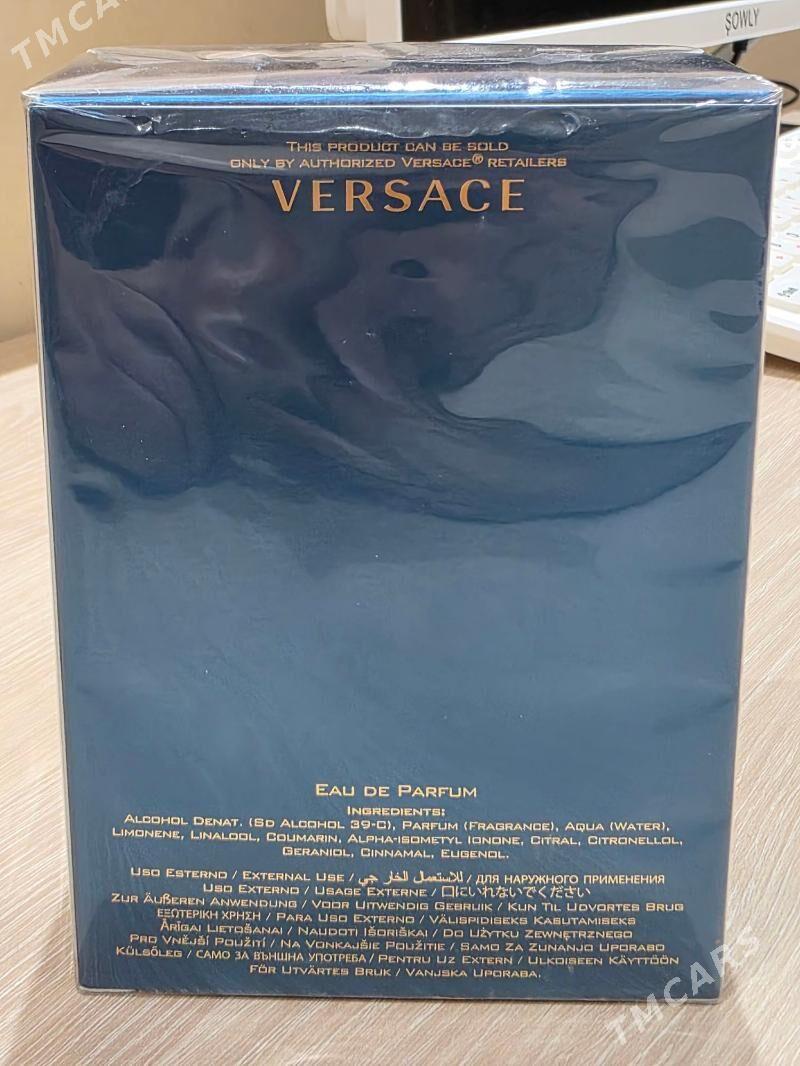 TMCARS
ŞOWLY
THIS PRODUCT CAN BE SOLD
ONLY BY AUTHORIZED VERSACE® RETAILERS
VERSACE
EAU DE PARFUM
INGREDIENTS:
ALCOHOL DENAT. (SD ALCOHOL 39-C), PARFUM (FRAGRANCE), AQUA (WATER),
LIMONENE, LINALOOL, COUMARIN, ALPHA-ISOMETYL IONONE, CITRAL, CITRONELLOL,
GERANIOL, CINNAMAL, EUGENOL.
USO ESTERNO / EXTERNAL USE / للاستعمل الخارجي / ДЛЯ НАРУЖНОГО ПРИМЕНЕНИЯ
USO EXTERNO / USAGE EXTERNE / 口にいれないでください
ZUR ÄUßEREN ANWENDUNG / VOOR UITWENDIG GEBRUIK / KUN TIL UDVORTES BRUG
ΕΞΩΤΕΡΙΚΗ ΧΡΗΣΗ / PARA USO EXTERNO / VÄLISPIDISEKS KASUTAMISEKS
ĀRĪGAI LIETOŠANAI / NAUDOTI IŠORIŠKAI / DO UŻYTKU ZEWNĘTRZNEGO
PRO VNĚJŠÍ POUŽITÍ / NA VONKAJŠIE POUŽITIE / SAMO ZA ZUNANJO UPORABO
KÜLSŐLEG / САМО ЗА ВЪНШНА УПОТРЕБА / PENTRU UZ EXTERN / ULKOISEEN KÄYTTÖÖN
FÖR UTVÄRTES BRUK / VANJSKA UPORABA.
TMCARS